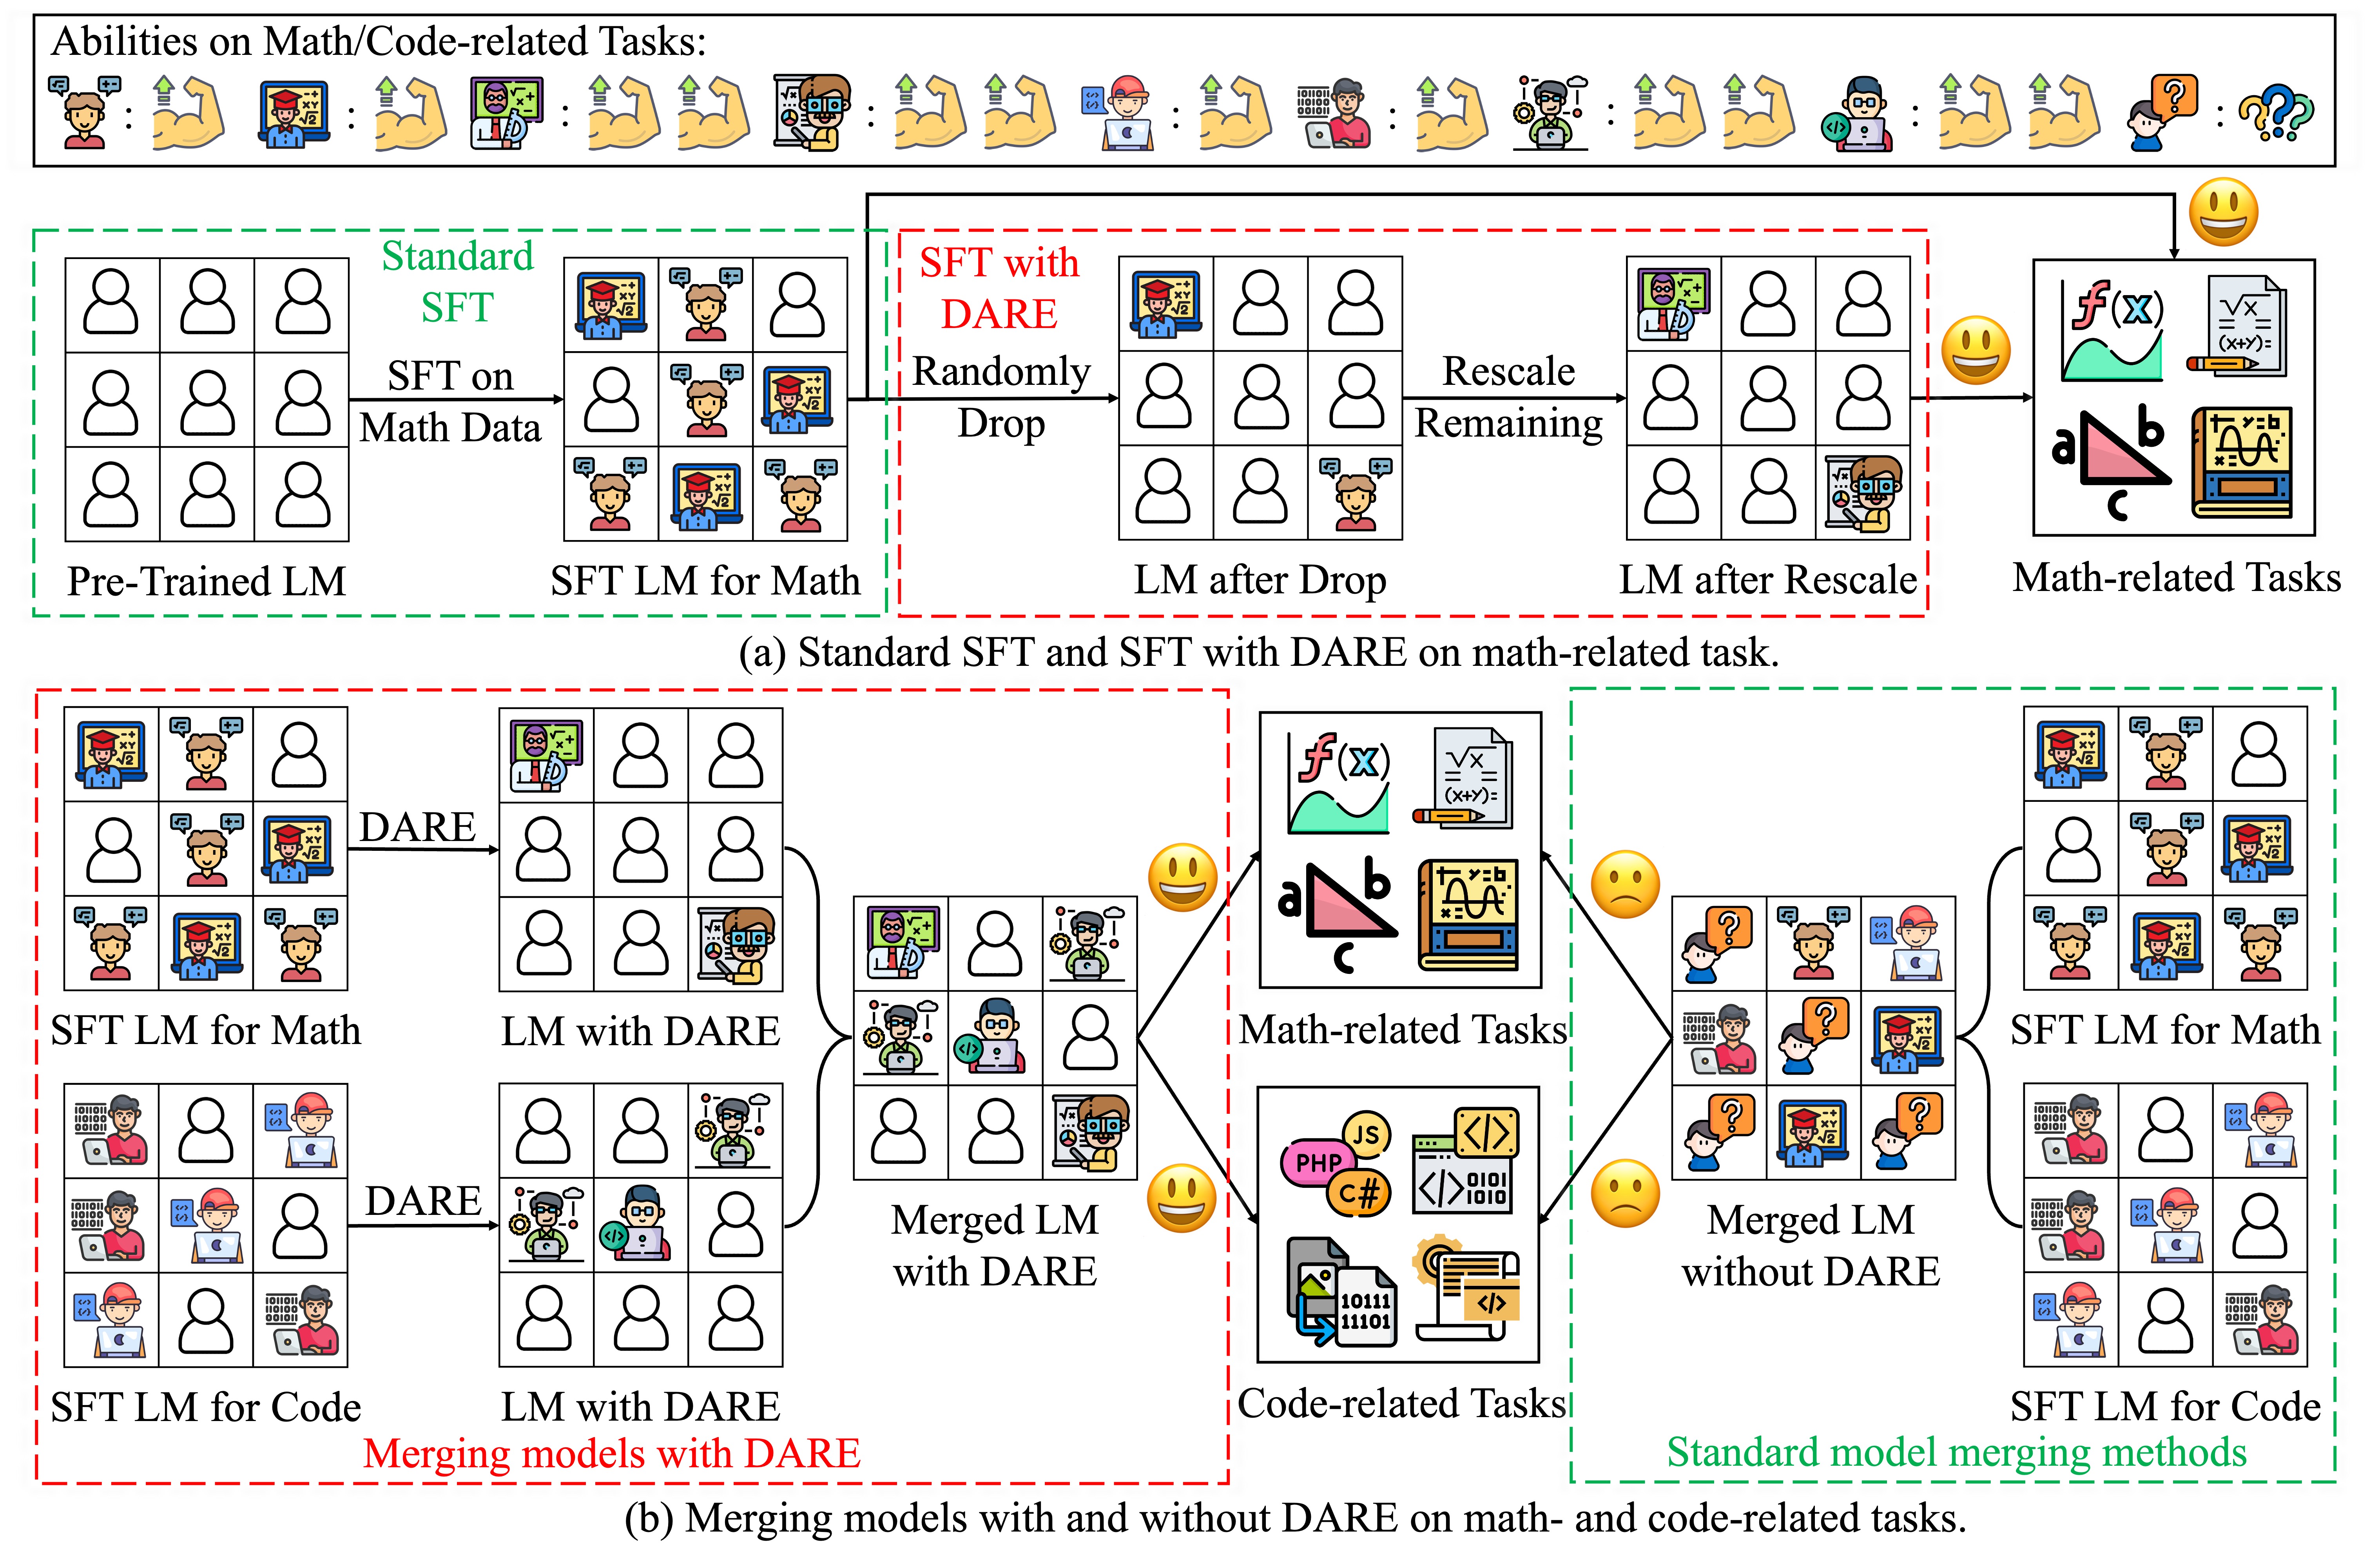 Abilities on Math/Code-related Tasks:
:
:
:
:
:
:
:
:
:
Standard
SFT
SFT on
Math Data
Pre-Trained LM
SFT LM for Math
SFT with
DARE
Randomly
Drop
LM after Drop
Rescale
Remaining
LM after Rescale
f(x)
√x
(x+y)=
a
b
c
Math-related Tasks
(a) Standard SFT and SFT with DARE on math-related task.
SFT LM for Math
DARE
LM with DARE
SFT LM for Code
DARE
LM with DARE
Merged LM
with DARE
Merging models with DARE
f(x)
√x
(x+y)=
a
b
c
Math-related Tasks
JS
PHP
C#
</>
</>
0101
1010
10111
11101
</>
Code-related Tasks
Merged LM
without DARE
SFT LM for Math
SFT LM for Code
Standard model merging methods
(b) Merging models with and without DARE on math- and code-related tasks.